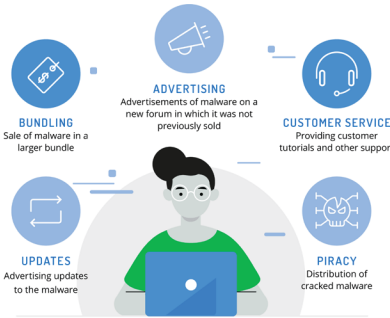 ADVERTISING
Advertisements of malware on a
new forum in which it was not
previously sold
BUNDLING
Sale of malware in a
larger bundle
CUSTOMER SERVICE
Providing customer
tutorials and other suppor
UPDATES
Advertising updates
to the malware
PIRACY
Distribution of
cracked malware